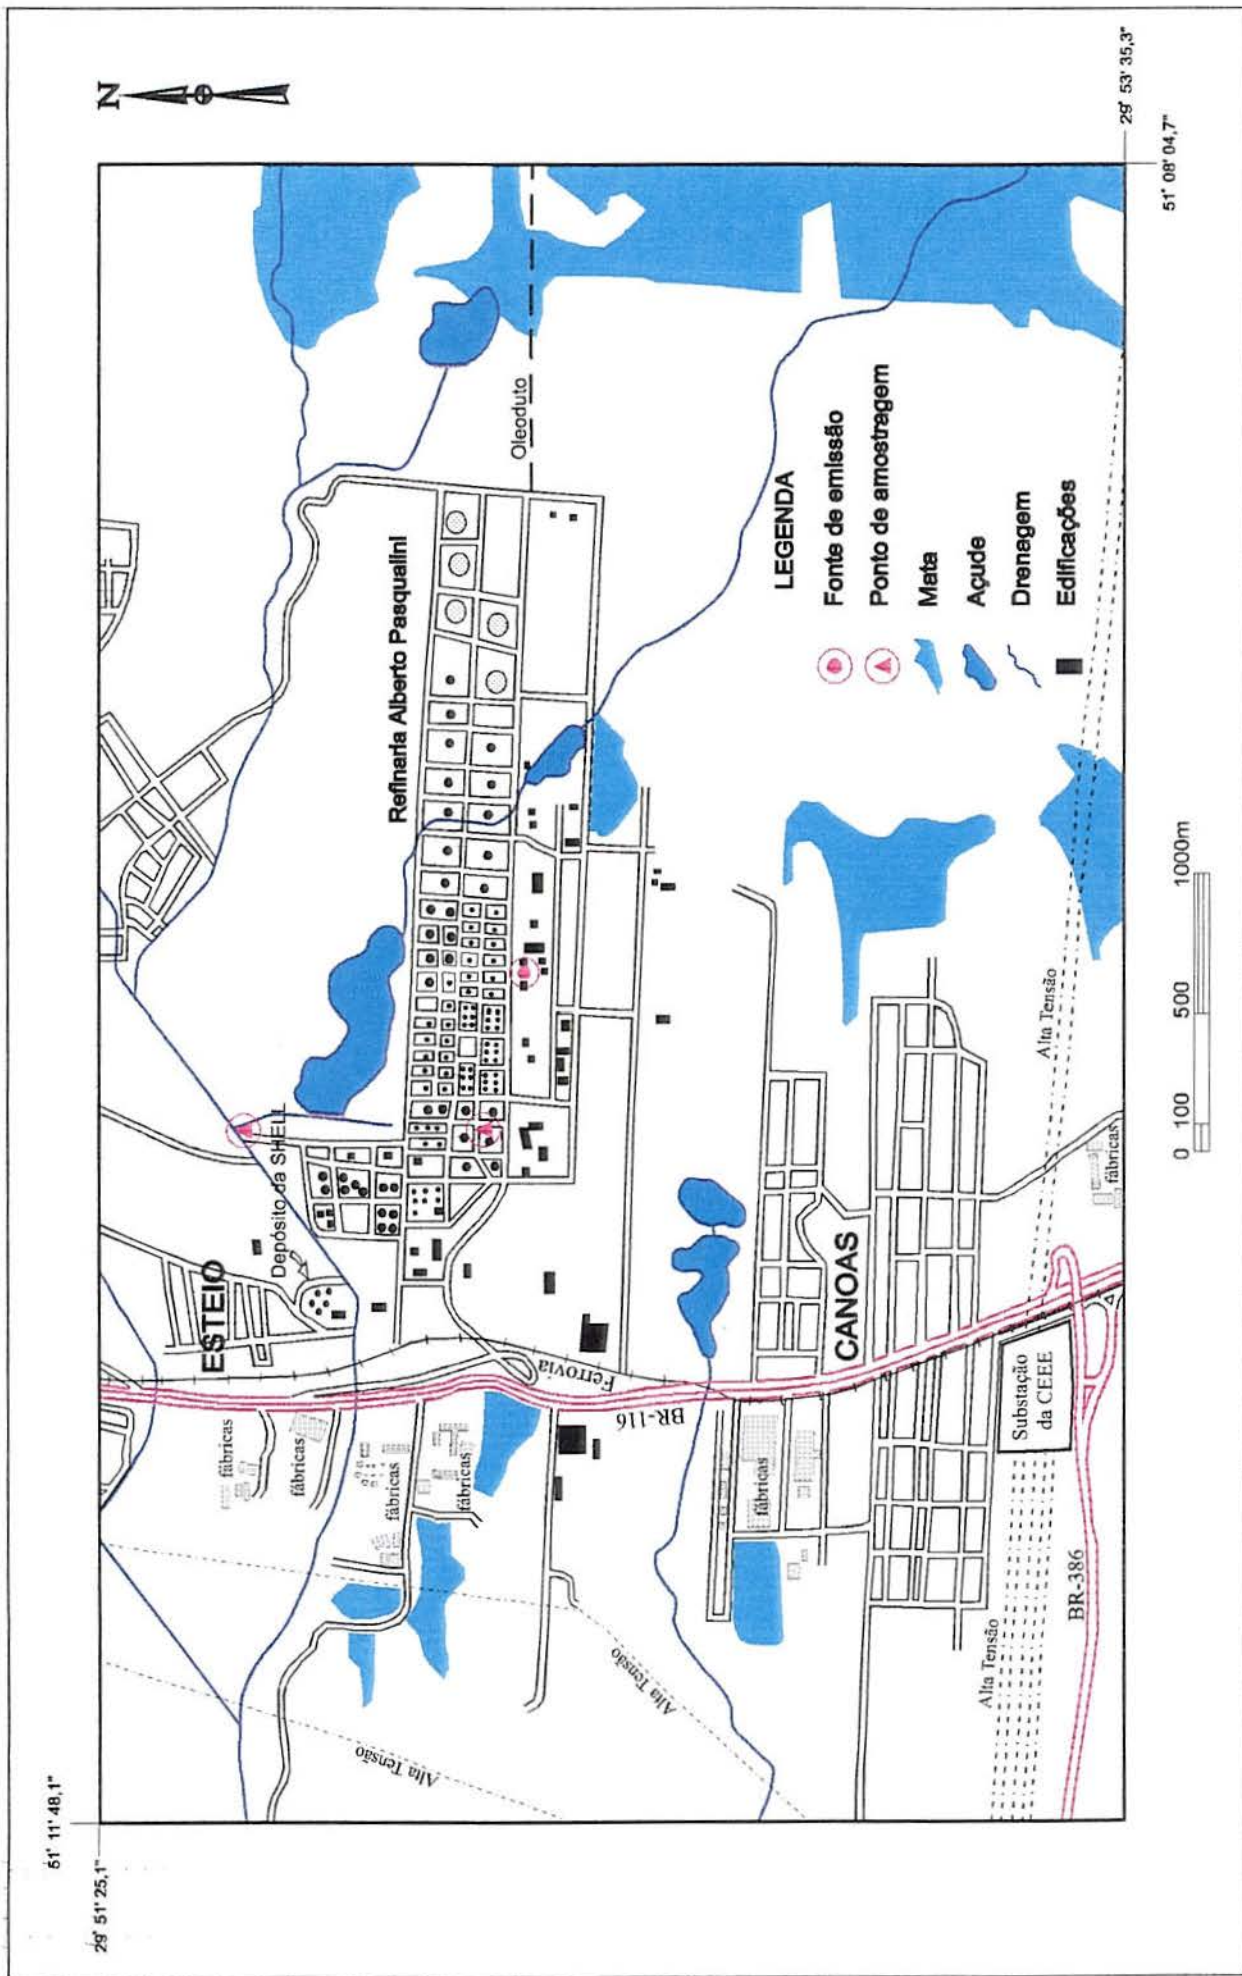 51° 11' 48,1"
29° 51' 25,1"
N
ESTEIO
Depósito da SHELL
fábricas
fábricas
fábricas
fábricas
Refinaria Alberto Pasqualini
Oleoduto
Ferrovia
BR-116
Alta Tensão
Alta Tensão
fábricas
CANOAS
LEGENDA
Fonte de emissão
Ponto de amostragem
Mata
Açude
Drenagem
Edificações
Alta Tensão
Substação
da CEEE
Alta Tensão
BR-386
fábricas
0 100 500 1000m
29° 53' 35,3"
51° 08' 04,7"